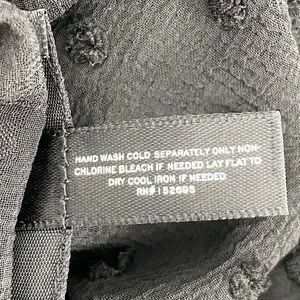 HAND WASH COLD SEPARATELY ONLY NON-
CHLORINE BLEACH IF NEEDED LAY FLAT TO
DRY COOL IRON IF NEEDED
RN# 152695